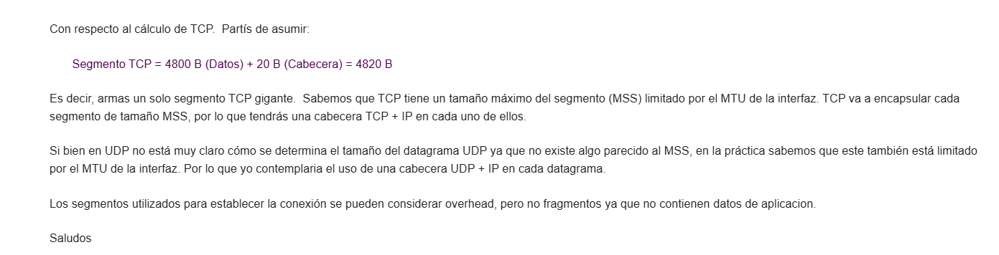 Con respecto al cálculo de TCP.  Partís de asumir:
Segmento TCP = 4800 B (Datos) + 20 B (Cabecera) = 4820 B
Es decir, armas un solo segmento TCP gigante.  Sabemos que TCP tiene un tamaño máximo del segmento (MSS) limitado por el MTU de la interfaz. TCP va a encapsular cada
segmento de tamaño MSS, por lo que tendrás una cabecera TCP + IP en cada uno de ellos.
Si bien en UDP no está muy claro cómo se determina el tamaño del datagrama UDP ya que no existe algo parecido al MSS, en la práctica sabemos que este también está limitado
por el MTU de la interfaz. Por lo que yo contemplaria el uso de una cabecera UDP + IP en cada datagrama.
Los segmentos utilizados para establecer la conexión se pueden considerar overhead, pero no fragmentos ya que no contienen datos de aplicacion.
Saludos